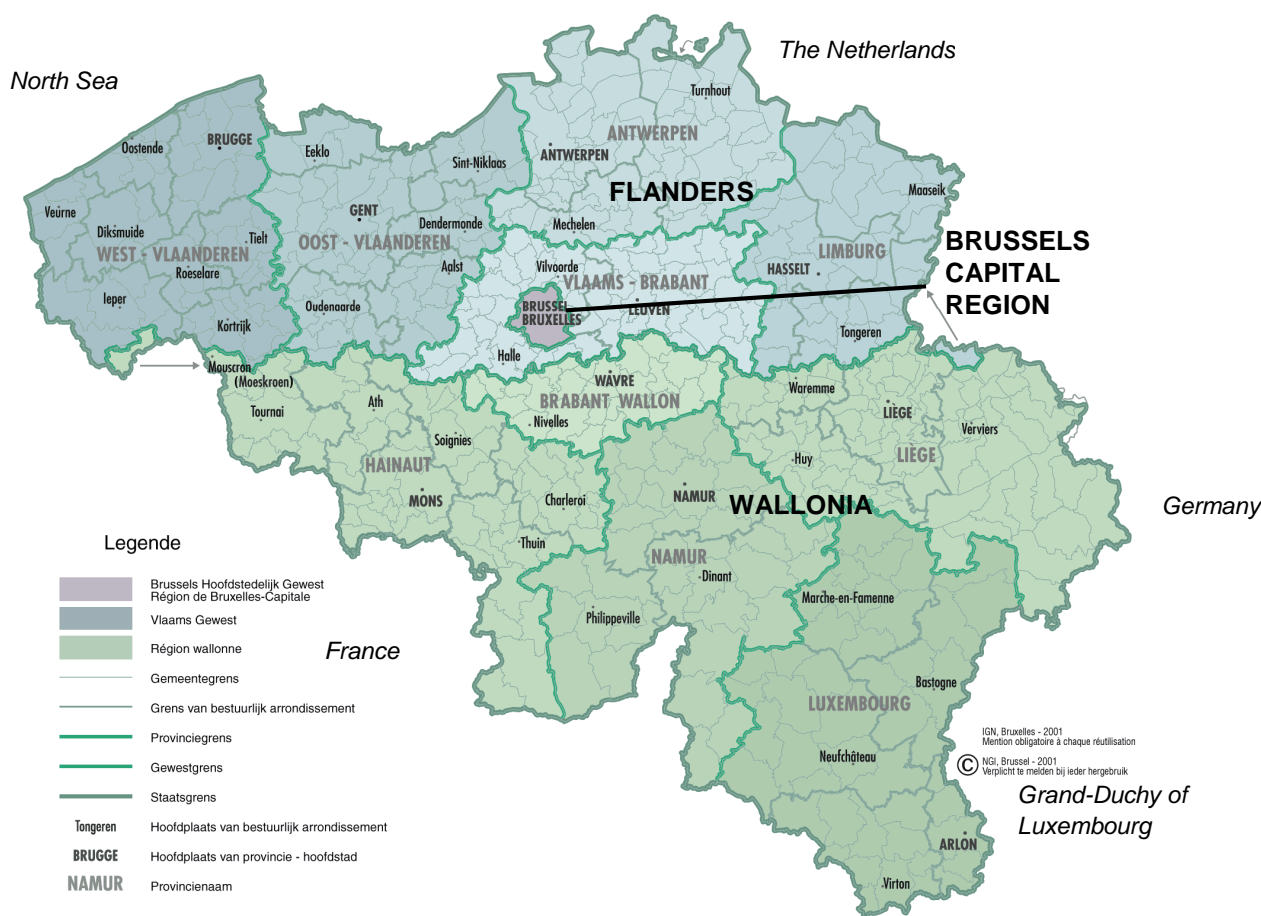 The Netherlands
North Sea
Turnhout
Oostende
BRUGGE
Eeklo
Sint-Niklaas
ANTWERPEN
ANTWERPEN
FLANDERS
Maaseik
Veurne
Diksmuide
Tielt
GENT
Dendermonde
Mechelen
WEST - VLAANDEREN
OOST - VLAANDEREN
LIMBURG
BRUSSELS
CAPITAL
REGION
Roeselare
Aalst
Vilvoorde
VLAAMS - BRABANT
HASSELT
Ieper
Oudenaarde
BRUSSEL
BRUXELLES
LEUVEN
Kortrijk
Tongeren
Halle
Mouscron
(Moeskroen)
WAVRE
BRABANT WALLON
Waremme
Tournai
Ath
Nivelles
LIEGE
Verviers
Soignies
HAINAUT
Huy
LIÈGE
MONS
Charleroi
NAMUR
WALLONIA
Germany
Thuin
NAMUR
Dinant
Philippeville
Marche-en-Famenne
France
Bastogne
LUXEMBOURG
Neufchâteau
IGN, Bruxelles - 2001
Mention obligatoire à chaque réutilisation
© NGI, Brussel - 2001
Verplicht te melden bij ieder hergebruik
Grand-Duchy of
Luxembourg
ARLON
Virton
Legende
Brussels Hoofdstedelijk Gewest
Région de Bruxelles-Capitale
Vlaams Gewest
Région wallonne
Gemeentegrens
Grens van bestuurlijk arrondissement
Provinciegrens
Gewestgrens
Staatsgrens
Tongeren Hoofdplaats van bestuurlijk arrondissement
BRUGGE Hoofdplaats van provincie - hoofdstad
NAMUR Provincienaam